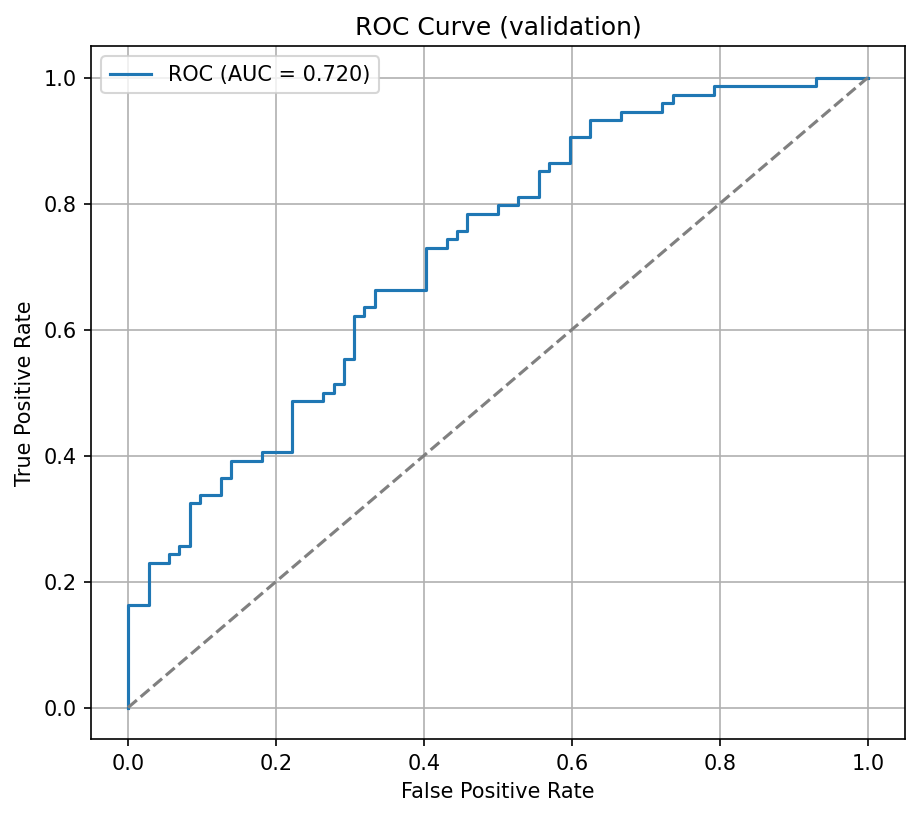 ROC Curve (validation)
ROC (AUC = 0.720)
True Positive Rate
1.0
0.8
0.6
0.4
0.2
0.0
0.0 0.2 0.4 0.6 0.8 1.0
False Positive Rate